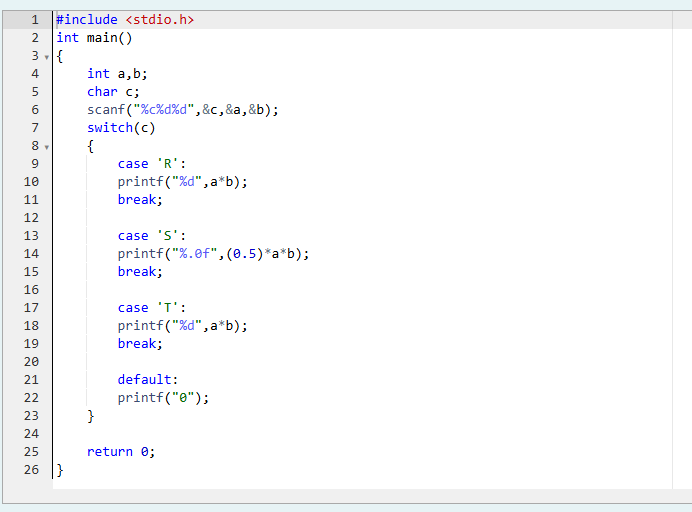 1 #include <stdio.h>
2 int main()
3 {
4     int a,b;
5     char c;
6     scanf("%c%d%d",&c,&a,&b);
7     switch(c)
8     {
9         case 'R':
10         printf("%d",a*b);
11         break;
12
13         case 'S':
14         printf("%.0f",(0.5)*a*b);
15         break;
16
17         case 'T':
18         printf("%d",a*b);
19         break;
20
21         default:
22         printf("0");
23     }
24
25     return 0;
26 }